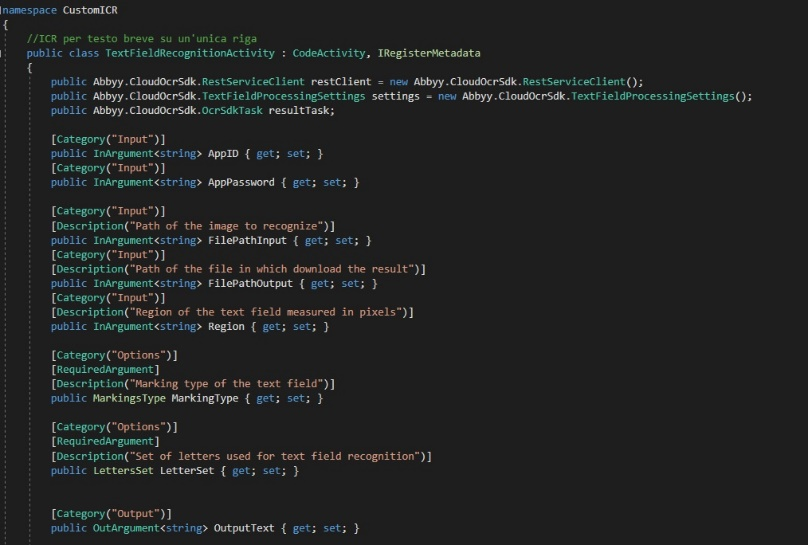 namespace CustomICR
{
//ICR per testo breve su un'unica riga
public class TextFieldRecognitionActivity : CodeActivity, IRegisterMetadata
{
public Abbyy.CloudOcrSdk.RestServiceClient restClient = new Abbyy.CloudOcrSdk.RestServiceClient();
public Abbyy.CloudOcrSdk.TextFieldProcessingSettings settings = new Abbyy.CloudOcrSdk.TextFieldProcessingSettings();
public Abbyy.CloudOcrSdk.OcrSdkTask resultTask;
[Category("Input")]
public InArgument<string> AppID { get; set; }
[Category("Input")]
public InArgument<string> AppPassword { get; set; }
[Category("Input")]
[Description("Path of the image to recognize")]
public InArgument<string> FilePathInput { get; set; }
[Category("Input")]
[Description("Path of the file in which download the result")]
public InArgument<string> FilePathOutput { get; set; }
[Category("Input")]
[Description("Region of the text field measured in pixels")]
public InArgument<string> Region { get; set; }
[Category("Options")]
[RequiredArgument]
[Description("Marking type of the text field")]
public MarkingsType MarkingType { get; set; }
[Category("Options")]
[RequiredArgument]
[Description("Set of letters used for text field recognition")]
public LettersSet LetterSet { get; set; }
[Category("Output")]
public OutArgument<string> OutputText { get; set; }